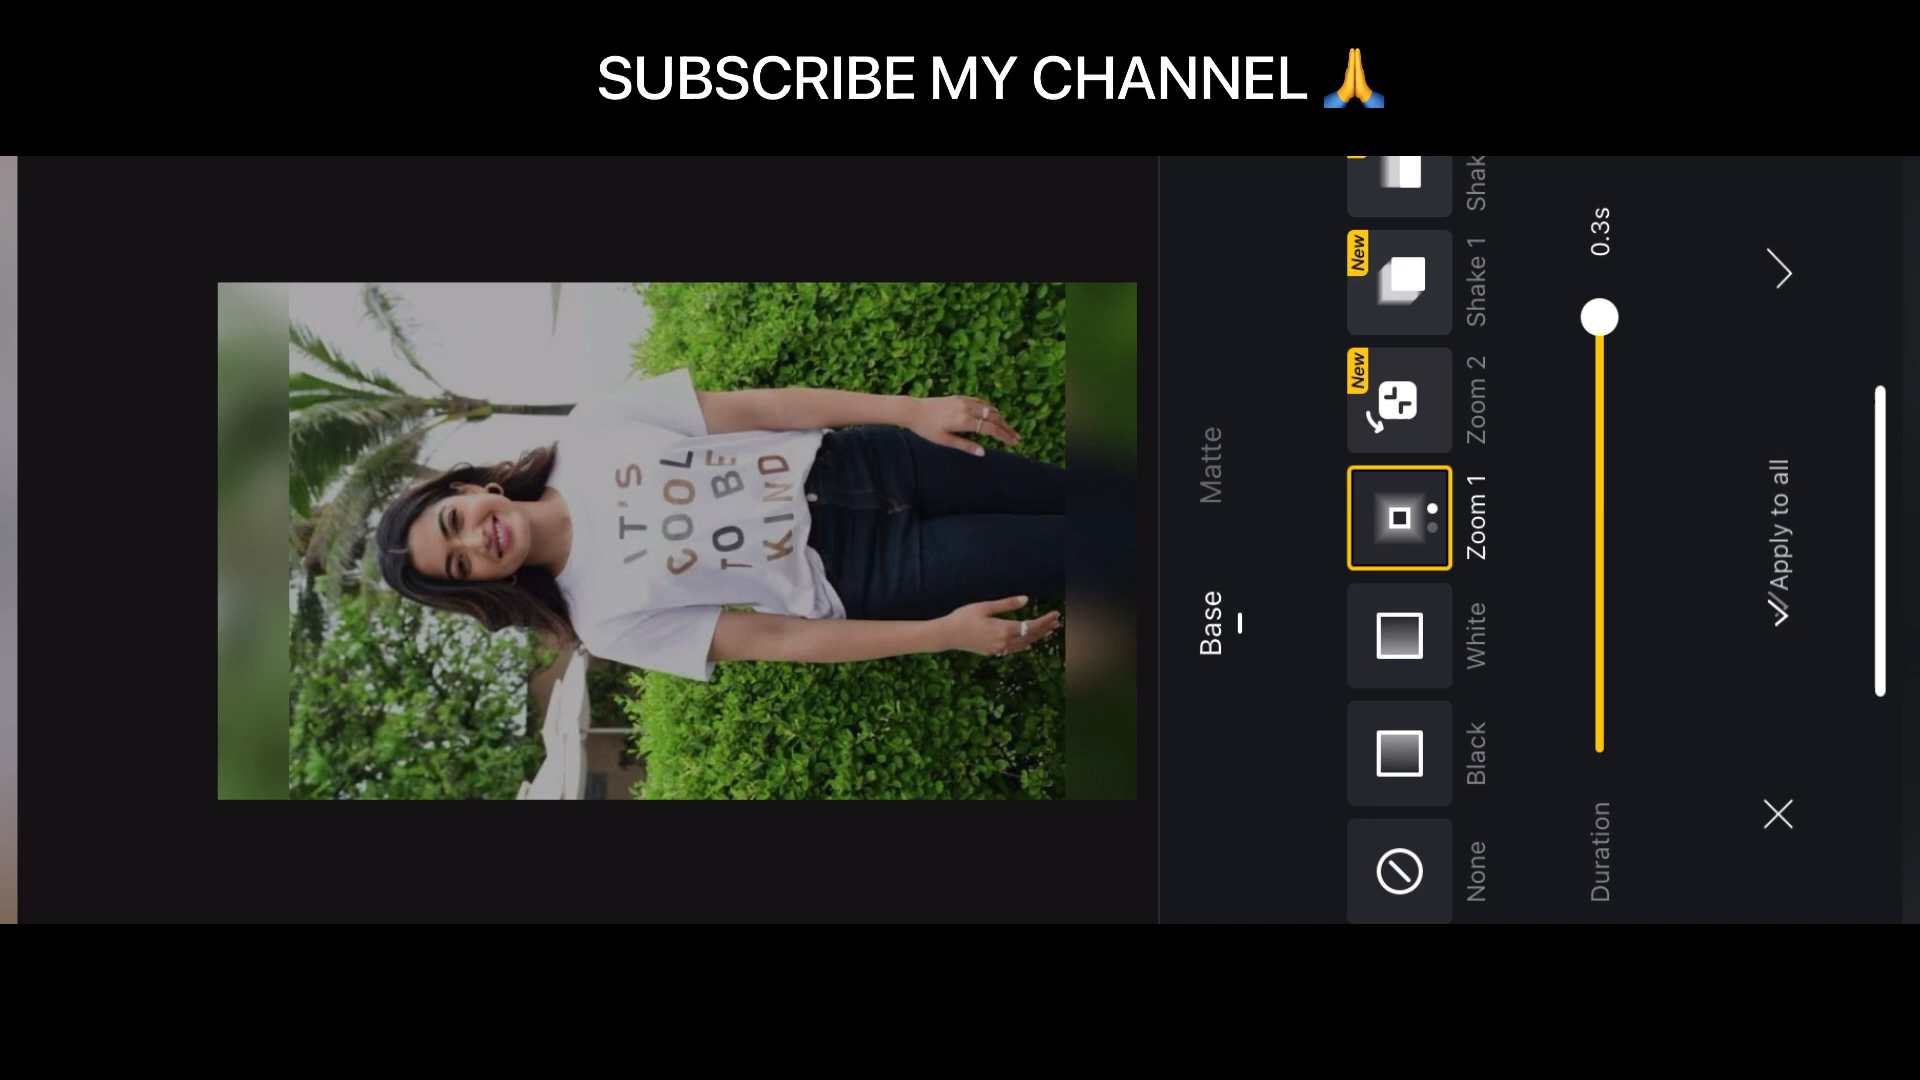 SUBSCRIBE MY CHANNEL 🙏
IT'S
COOL
TO BE
KIND
Base
Matte
None
Black
White
Zoom 1
New
Zoom 2
New
Shake 1
Shak
Duration
0.3s
Apply to all